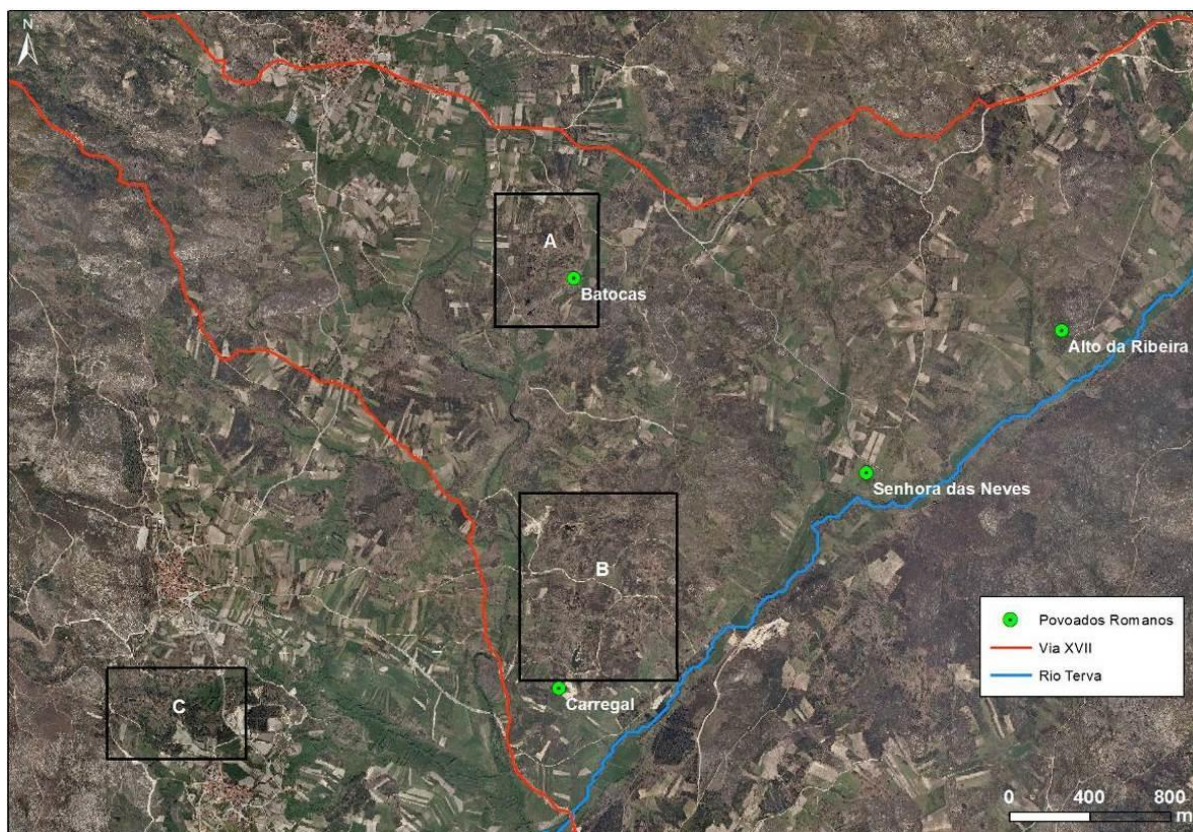 N
A
Batocas
Alto da Ribeira
Senhora das Neves
B
Carregal
C
Povoados Romanos
Via XVII
Rio Terva
0 400 800
m